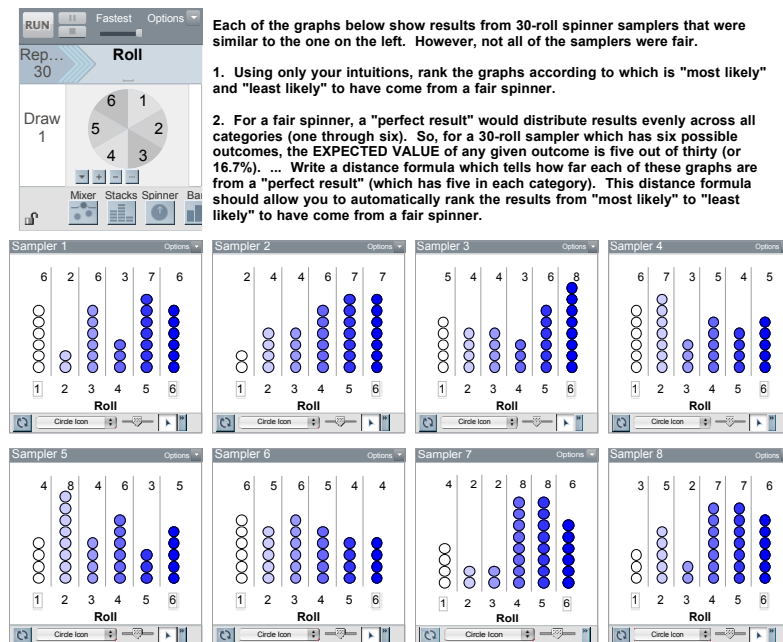 RUN
Fastest
Options
Rep...
30
Roll
Draw
1
6 1
5 2
4 3
Mixer Stacks Spinner Ba
Each of the graphs below show results from 30-roll spinner samplers that were
similar to the one on the left. However, not all of the samplers were fair.
1. Using only your intuitions, rank the graphs according to which is "most likely"
and "least likely" to have come from a fair spinner.
2. For a fair spinner, a "perfect result" would distribute results evenly across all
categories (one through six). So, for a 30-roll sampler which has six possible
outcomes, the EXPECTED VALUE of any given outcome is five out of thirty (or
16.7%). ... Write a distance formula which tells how far each of these graphs are
from a "perfect result" (which has five in each category). This distance formula
should allow you to automatically rank the results from "most likely" to "least
likely" to have come from a fair spinner.
Sampler 1 Options
6 2 6 3 7 6
1 2 3 4 5 6
Roll
Circle Icon
Sampler 2 Options
2 4 4 6 7 7
1 2 3 4 5 6
Roll
Circle Icon
Sampler 3 Options
5 4 4 3 6 8
1 2 3 4 5 6
Roll
Circle Icon
Sampler 4 Options
6 7 3 5 4 5
1 2 3 4 5 6
Roll
Circle Icon
Sampler 5 Options
4 8 4 6 3 5
1 2 3 4 5 6
Roll
Circle Icon
Sampler 6 Options
6 5 6 5 4 4
1 2 3 4 5 6
Roll
Circle Icon
Sampler 7 Options
4 2 2 8 8 6
1 2 3 4 5 6
Roll
Circle Icon
Sampler 8 Options
3 5 2 7 7 6
1 2 3 4 5 6
Roll
Circle Icon